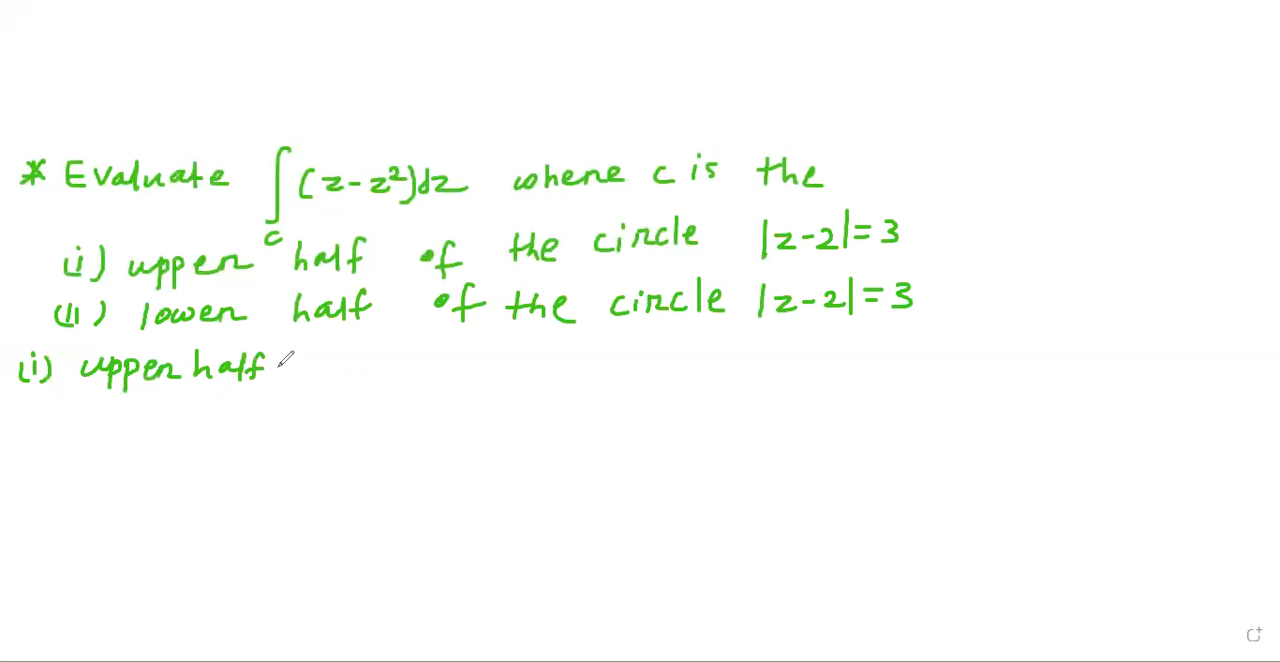 * Evaluate ∫_c (z-z²)dz where c is the
(i) upper half of the circle |z-2|=3
(ii) lower half of the circle |z-2|=3
(i) upper half